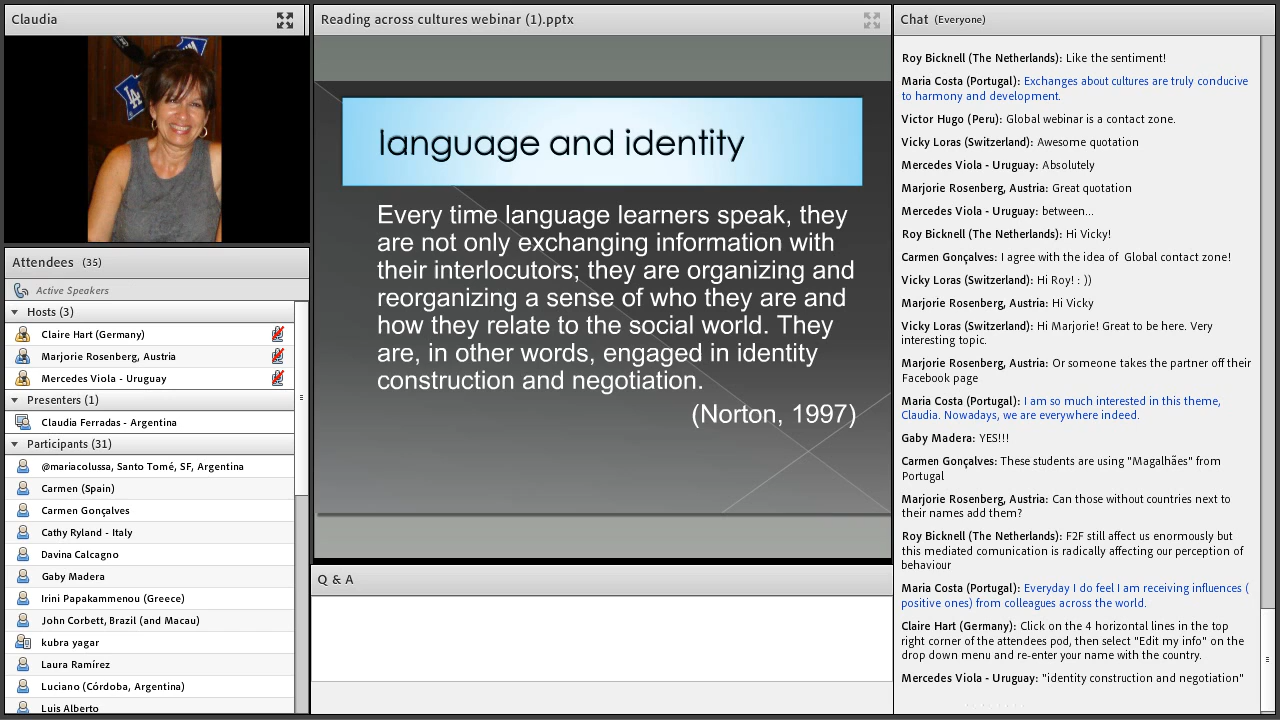 Claudia
LA
Attendees (35)
Active Speakers
Hosts (3)
Claire Hart (Germany)
Marjorie Rosenberg, Austria
Mercedes Viola - Uruguay
Presenters (1)
Claudia Ferradas - Argentina
Participants (31)
@mariacolussa, Santo Tomé, SF, Argentina
Carmen (Spain)
Carmen Gonçalves
Cathy Ryland - Italy
Davina Calcagno
Gaby Madera
Irini Papakammenou (Greece)
John Corbett, Brazil (and Macau)
kubra yagar
Laura Ramírez
Luciano (Córdoba, Argentina)
Luis Alberto
Reading across cultures webinar (1).pptx
language and identity
Every time language learners speak, they
are not only exchanging information with
their interlocutors; they are organizing and
reorganizing a sense of who they are and
how they relate to the social world. They
are, in other words, engaged in identity
construction and negotiation.
(Norton, 1997)
Q & A
Chat (Everyone)
Roy Bicknell (The Netherlands): Like the sentiment!
Maria Costa (Portugal): Exchanges about cultures are truly conducive
to harmony and development.
Victor Hugo (Peru): Global webinar is a contact zone.
Vicky Loras (Switzerland): Awesome quotation
Mercedes Viola - Uruguay: Absolutely
Marjorie Rosenberg, Austria: Great quotation
Mercedes Viola - Uruguay: between...
Roy Bicknell (The Netherlands): Hi Vicky!
Carmen Gonçalves: I agree with the idea of Global contact zone!
Vicky Loras (Switzerland): Hi Roy! : ))
Marjorie Rosenberg, Austria: Hi Vicky
Vicky Loras (Switzerland): Hi Marjorie! Great to be here. Very
interesting topic.
Marjorie Rosenberg, Austria: Or someone takes the partner off their
Facebook page
Maria Costa (Portugal): I am so much interested in this theme,
Claudia. Nowadays, we are everywhere indeed.
Gaby Madera: YES!!!
Carmen Gonçalves: These students are using "Magalhães" from
Portugal
Marjorie Rosenberg, Austria: Can those without countries next to
their names add them?
Roy Bicknell (The Netherlands): F2F still affect us enormously but
this mediated comunication is radically affecting our perception of
behaviour
Maria Costa (Portugal): Everyday I do feel I am receiving influences (
positive ones) from colleagues across the world.
Claire Hart (Germany): Click on the 4 horizontal lines in the top
right corner of the attendees pod, then select "Edit my info" on the
drop down menu and re-enter your name with the country.
Mercedes Viola - Uruguay: "identity construction and negotiation"